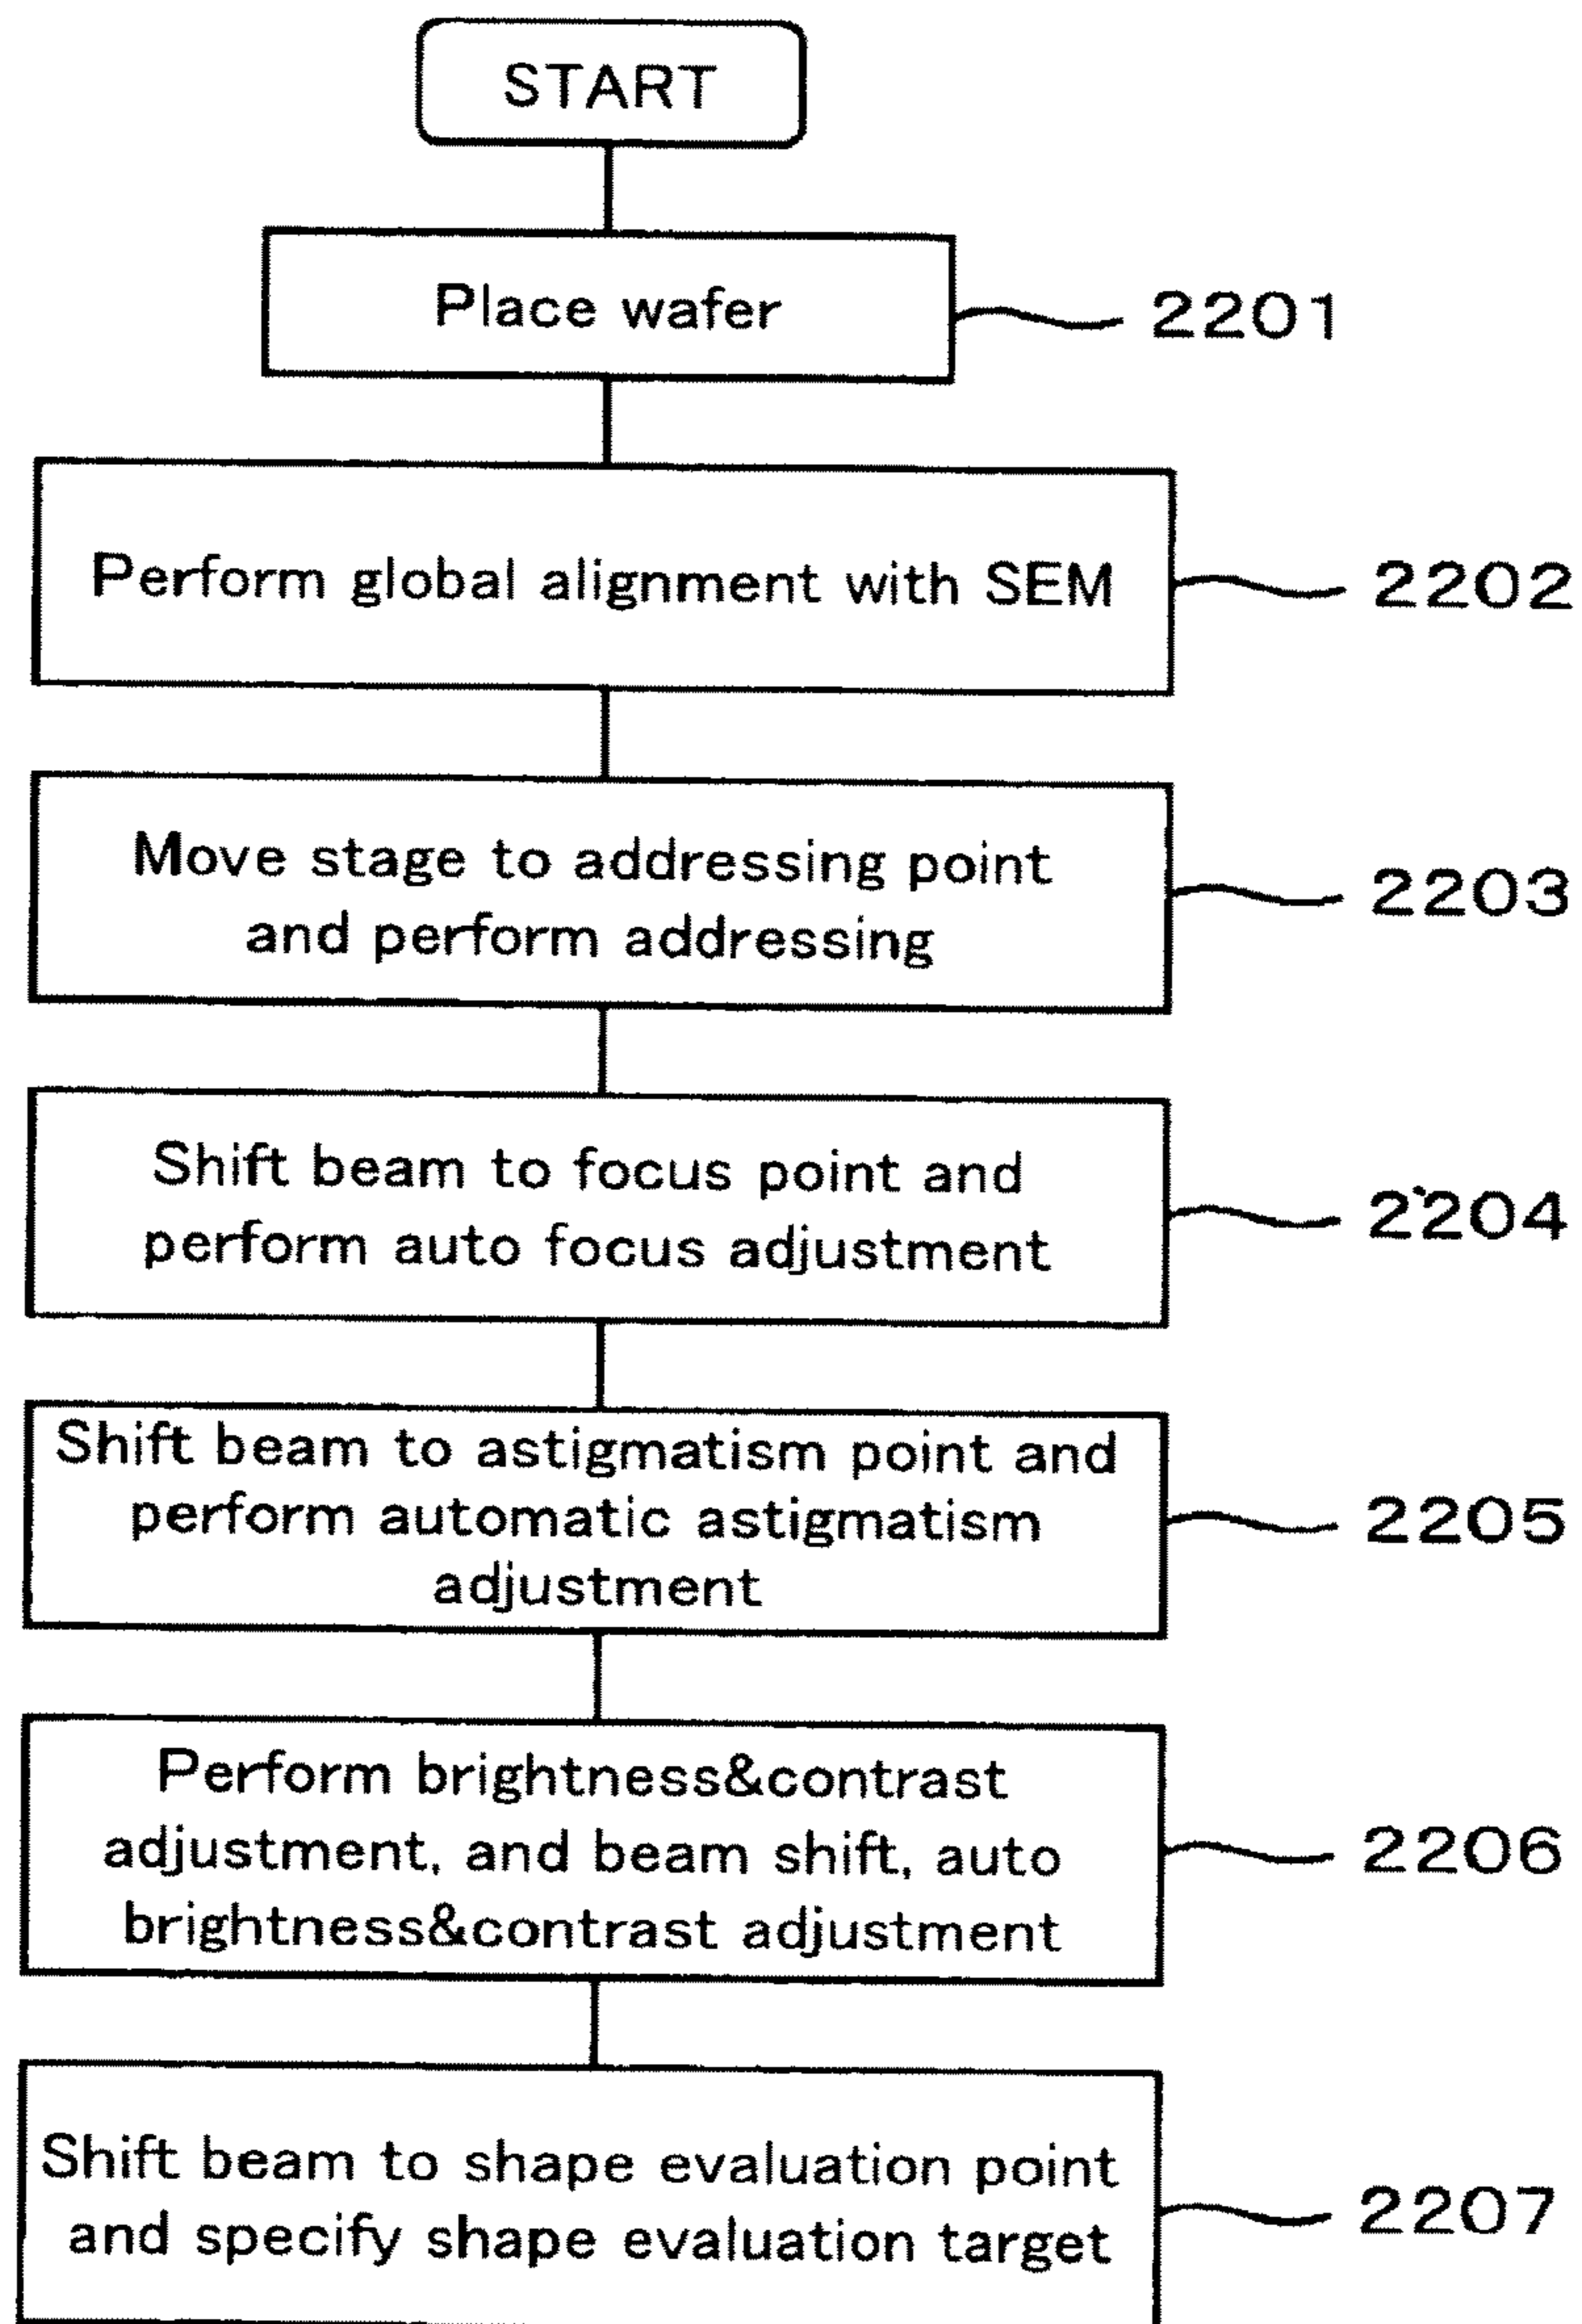 START
Place wafer
2201
Perform global alignment with SEM
2202
Move stage to addressing point
and perform addressing
2203
Shift beam to focus point and
perform auto focus adjustment
2204
Shift beam to astigmatism point and
perform automatic astigmatism
adjustment
2205
Perform brightness&contrast
adjustment, and beam shift, auto
brightness&contrast adjustment
2206
Shift beam to shape evaluation point
and specify shape evaluation target
2207